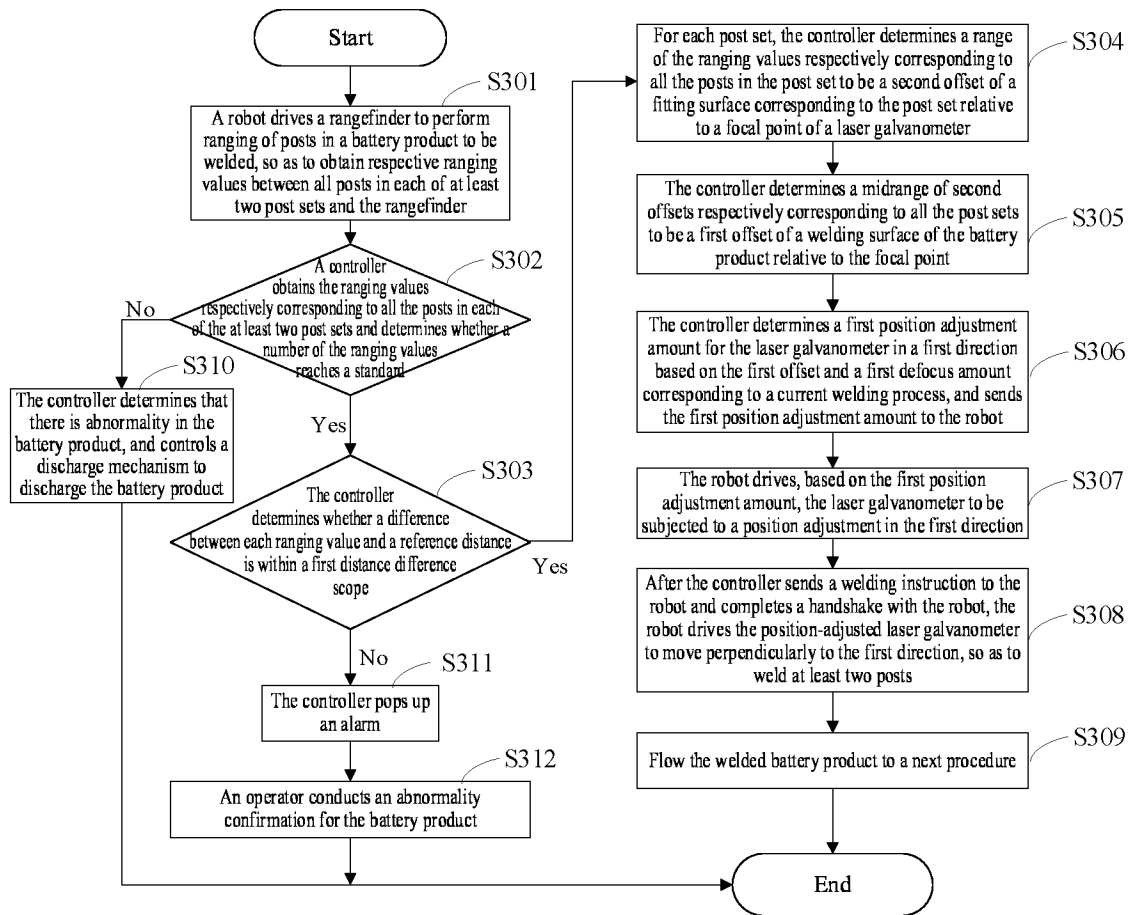 Start
S301
A robot drives a rangefinder to perform
ranging of posts in a battery product to be
welded, so as to obtain respective ranging
values between all posts in each of at least
two post sets and the rangefinder
S302
A controller
obtains the ranging values
respectively corresponding to all the posts in each
of the at least two post sets and determines whether a
number of the ranging values
reaches a standard
No
Yes
S310
The controller determines that
there is abnormality in the
battery product, and controls a
discharge mechanism to
discharge the battery product
S303
The controller
determines whether a difference
between each ranging value and a reference distance
is within a first distance difference
scope
Yes
No
S311
The controller pops up
an alarm
S312
An operator conducts an abnormality
confirmation for the battery product
S304
For each post set, the controller determines a range
of the ranging values respectively corresponding to
all the posts in the post set to be a second offset of a
fitting surface corresponding to the post set relative
to a focal point of a laser galvanometer
S305
The controller determines a midrange of second
offsets respectively corresponding to all the post sets
to be a first offset of a welding surface of the battery
product relative to the focal point
S306
The controller determines a first position adjustment
amount for the laser galvanometer in a first direction
based on the first offset and a first defocus amount
corresponding to a current welding process, and sends
the first position adjustment amount to the robot
S307
The robot drives, based on the first position
adjustment amount, the laser galvanometer to be
subjected to a position adjustment in the first direction
S308
After the controller sends a welding instruction to the
robot and completes a handshake with the robot, the
robot drives the position-adjusted laser galvanometer
to move perpendicularly to the first direction, so as to
weld at least two posts
S309
Flow the welded battery product to a next procedure
End